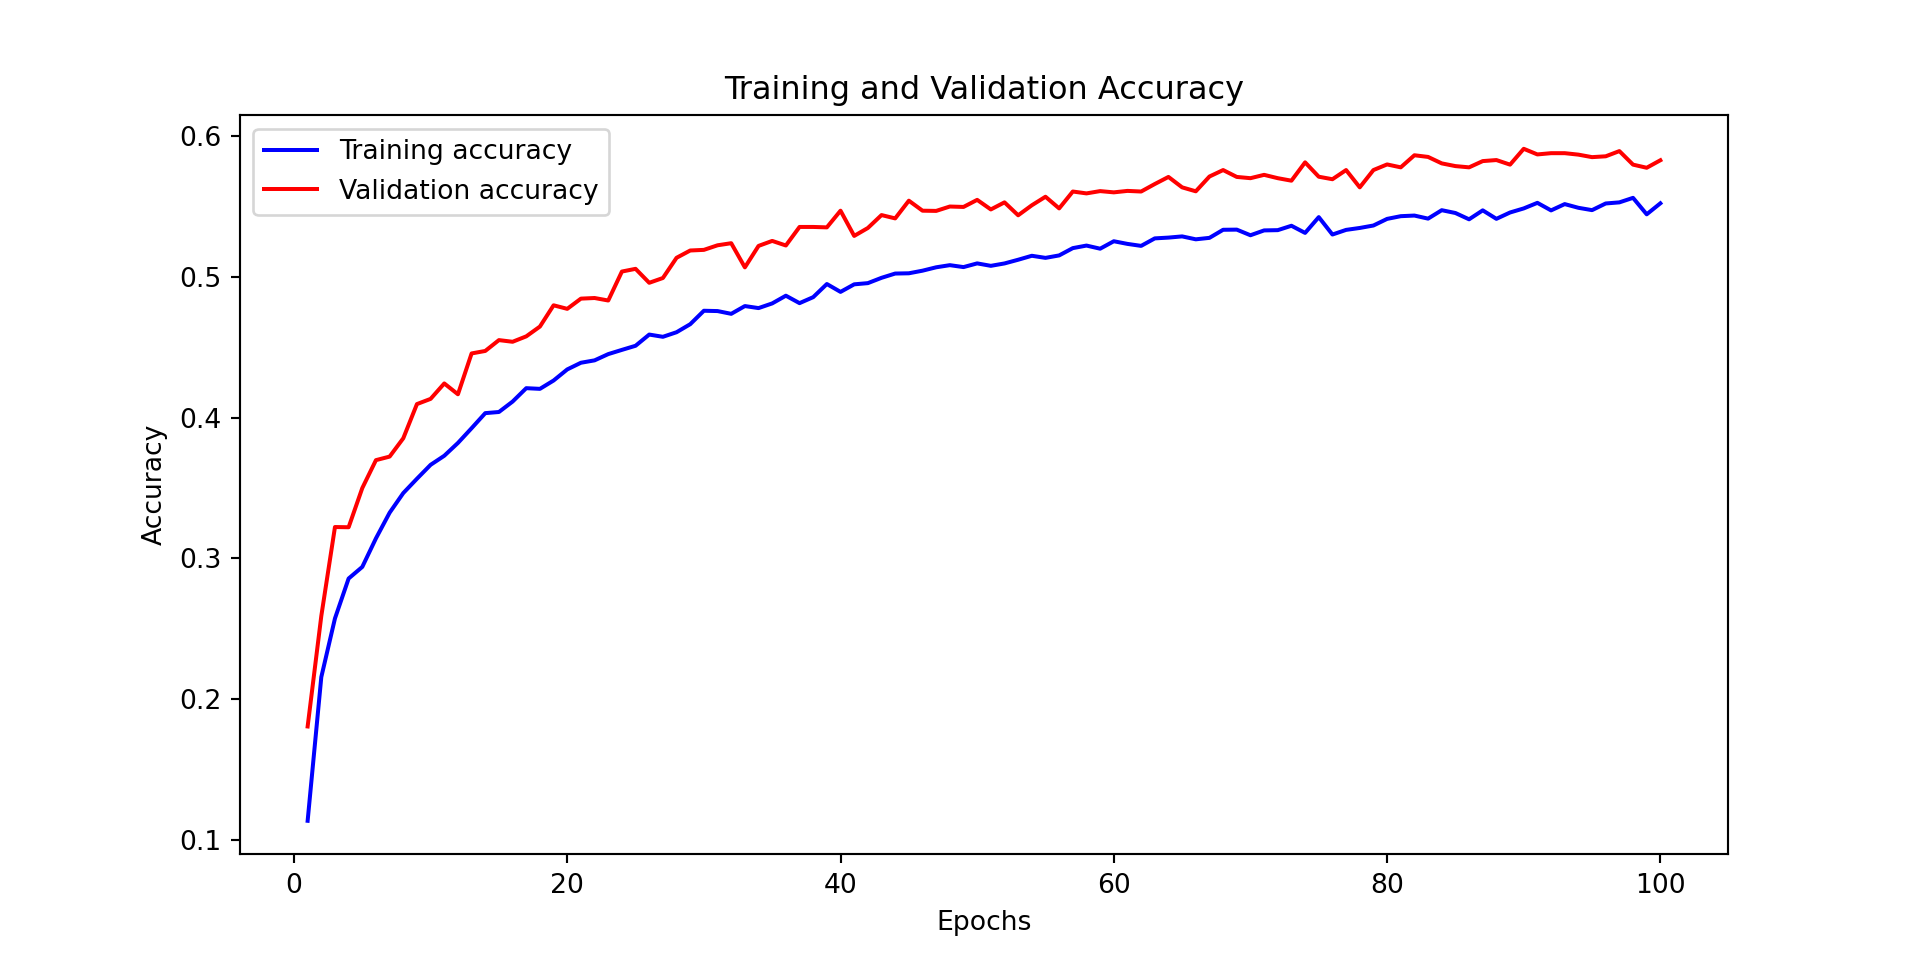 Training and Validation Accuracy
Training accuracy
Validation accuracy
0.6
0.5
0.4
0.3
0.2
0.1
Accuracy
0 20 40 60 80 100
Epochs